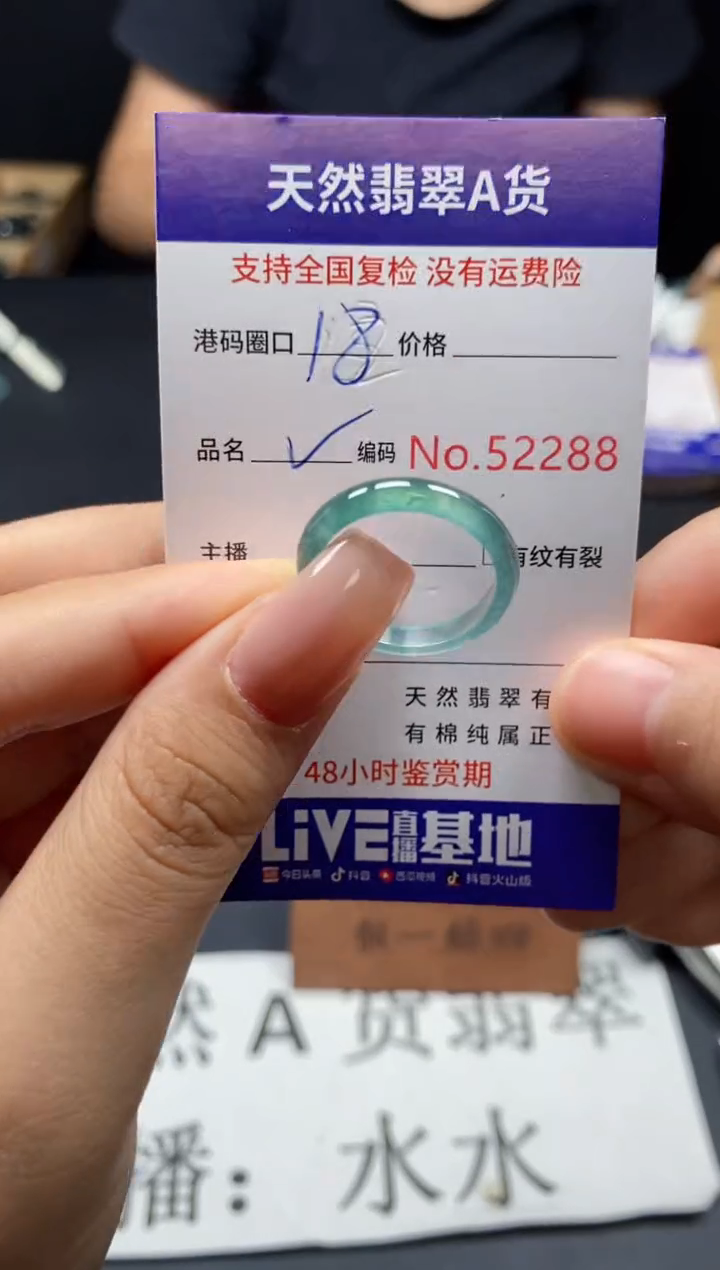 天然翡翠A货
支持全国复检 没有运费险
港码圈口 18 价格
品名 ✓ 编码 No.52288
主播 有纹有裂
天然翡翠有
有棉纯属正
48小时鉴赏期
LiVE直播基地
今日头条 抖音 西瓜视频 抖音火山版
然A货翡翠
播：水水